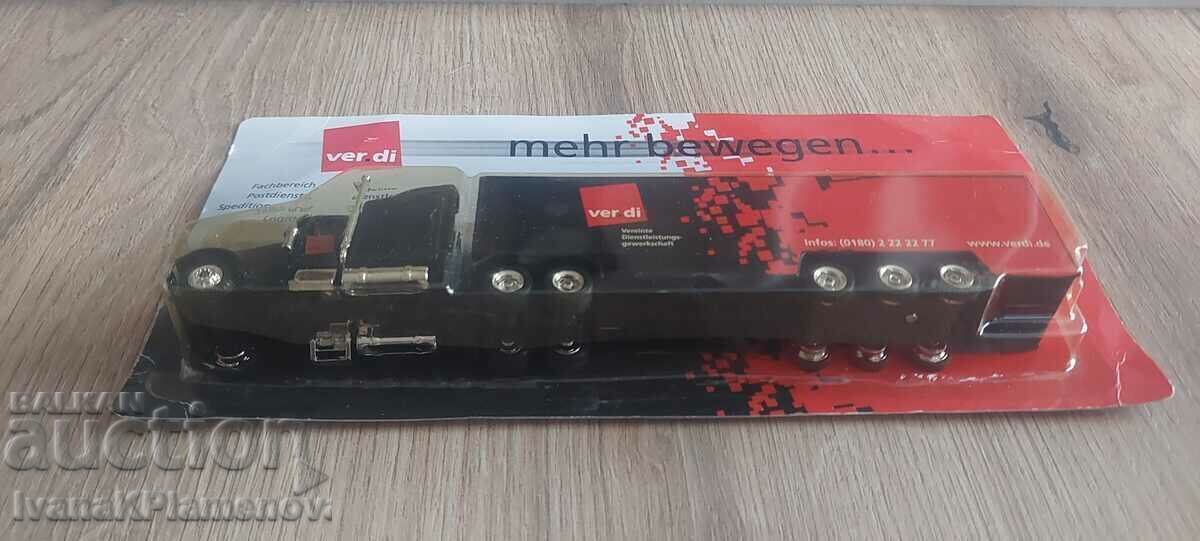 mehr bewegen...
ver.di
Fachbereich
Postdienste
Spedition
ver di
Vereinte
Dienstleistungs-
gewerkschaft
Infos: (0180) 2 22 22 77
www.verdi.de
BALKAN
auction
IvanaKPlamenov.